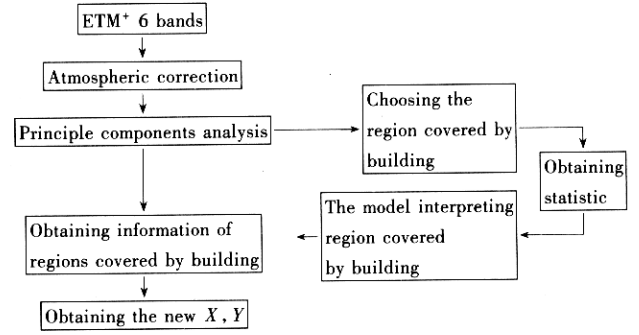 ETM+ 6 bands
Atmospheric correction
Principle components analysis
Choosing the
region covered by
building
Obtaining
statistic
The model interpreting
region covered
by building
Obtaining information of
regions covered by building
Obtaining the new X, Y